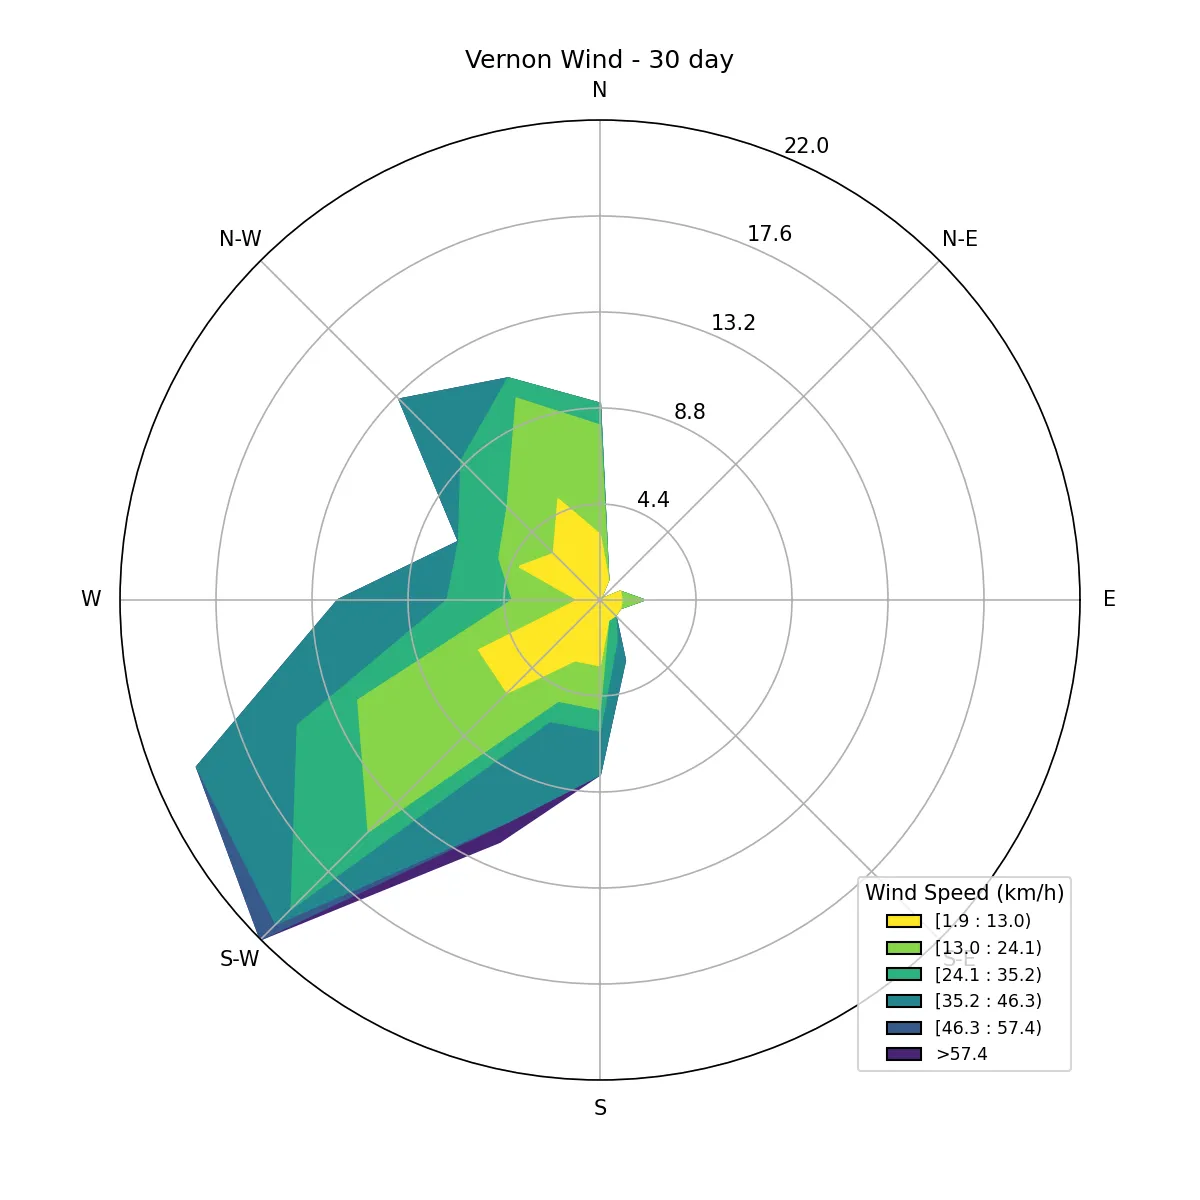 Vernon Wind - 30 day
N
22.0
N-W
N-E
17.6
13.2
8.8
4.4
W
E
S-W
S-E
S
Wind Speed (km/h)
[1.9 : 13.0)
[13.0 : 24.1)
[24.1 : 35.2)
[35.2 : 46.3)
[46.3 : 57.4)
>57.4